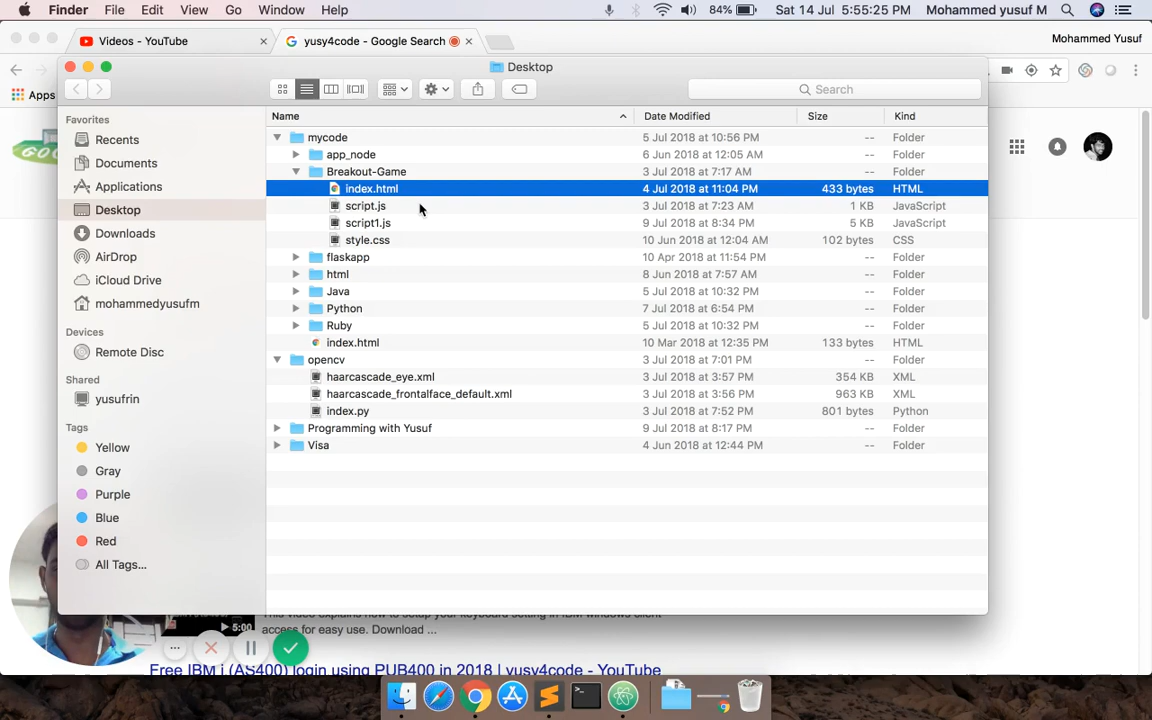 Finder File Edit View Go Window Help 84% Sat 14 Jul 5:55:25 PM Mohammed yusuf M
Videos - YouTube × yusy4code - Google Search × Mohammed Yusuf
Apps
Desktop
Search
Favorites
Recents
Documents
Applications
Desktop
Downloads
AirDrop
iCloud Drive
mohammedyusufm
Devices
Remote Disc
Shared
yusufrin
Tags
Yellow
Gray
Purple
Blue
Red
All Tags...
Name Date Modified Size Kind
mycode 5 Jul 2018 at 10:56 PM -- Folder
app_node 6 Jun 2018 at 12:05 AM -- Folder
Breakout-Game 3 Jul 2018 at 7:17 AM -- Folder
index.html 4 Jul 2018 at 11:04 PM 433 bytes HTML
script.js 3 Jul 2018 at 7:23 AM 1 KB JavaScript
script1.js 9 Jul 2018 at 8:34 PM 5 KB JavaScript
style.css 10 Jun 2018 at 12:04 AM 102 bytes CSS
flaskapp 10 Apr 2018 at 11:54 PM -- Folder
html 8 Jun 2018 at 7:57 AM -- Folder
Java 5 Jul 2018 at 10:32 PM -- Folder
Python 7 Jul 2018 at 6:54 PM -- Folder
Ruby 5 Jul 2018 at 10:32 PM -- Folder
index.html 10 Mar 2018 at 12:35 PM 133 bytes HTML
opencv 3 Jul 2018 at 7:01 PM -- Folder
haarcascade_eye.xml 3 Jul 2018 at 3:57 PM 354 KB XML
haarcascade_frontalface_default.xml 3 Jul 2018 at 3:56 PM 963 KB XML
index.py 3 Jul 2018 at 7:52 PM 801 bytes Python
Programming with Yusuf 9 Jul 2018 at 8:17 PM -- Folder
Visa 4 Jun 2018 at 12:44 PM -- Folder
5:00
access for easy use. Download ...
Free IBM i (AS400) login using PUB400 in 2018 | yusy4code - YouTube